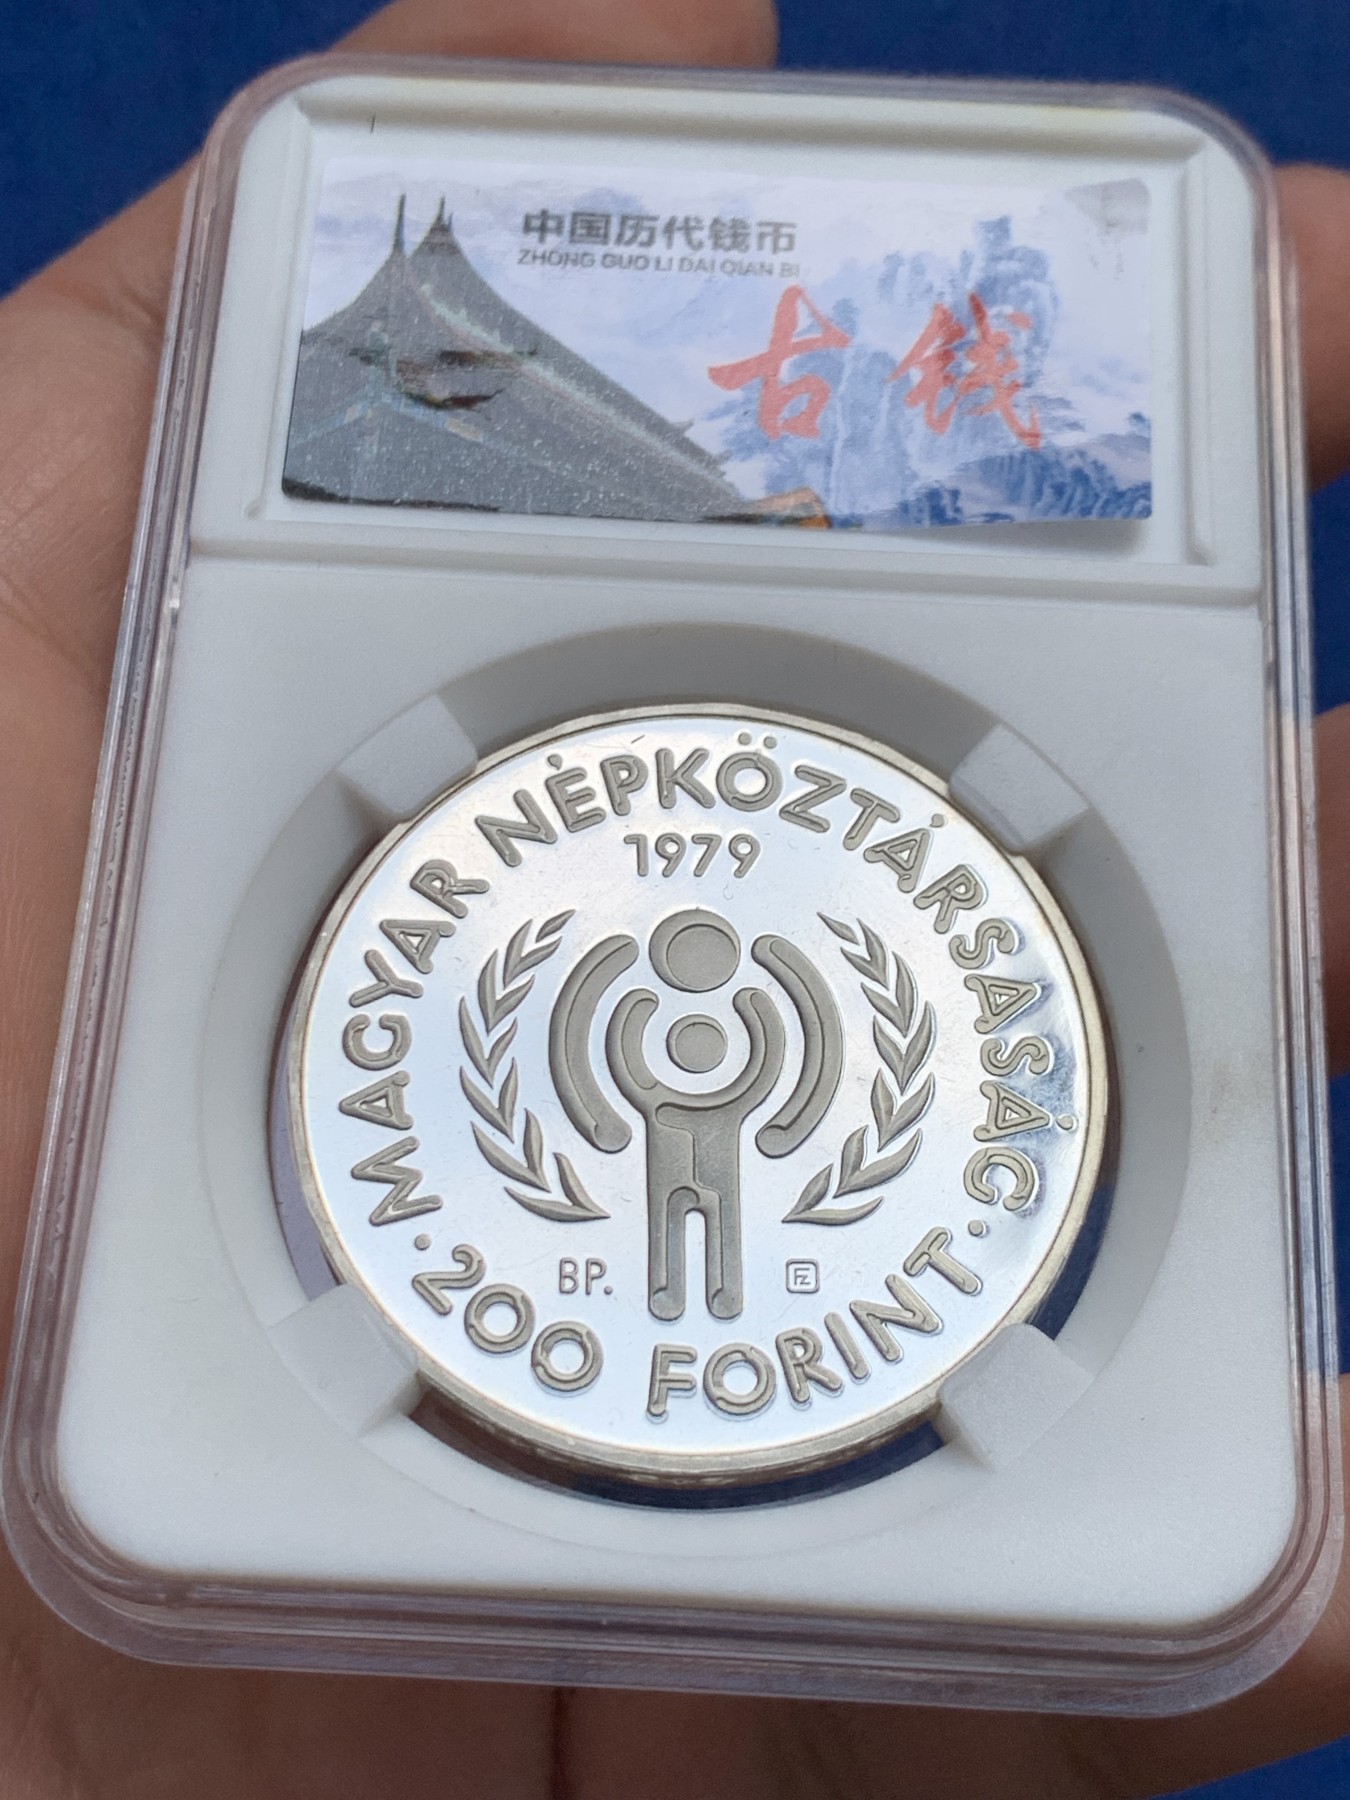 中国历代钱币
ZHONG GUO LI DAI QIAN BI
古钱
MAGYAR NÉPKÖZTÁRSASÁG
1979
BP.
FZ
· 200 FORINT ·